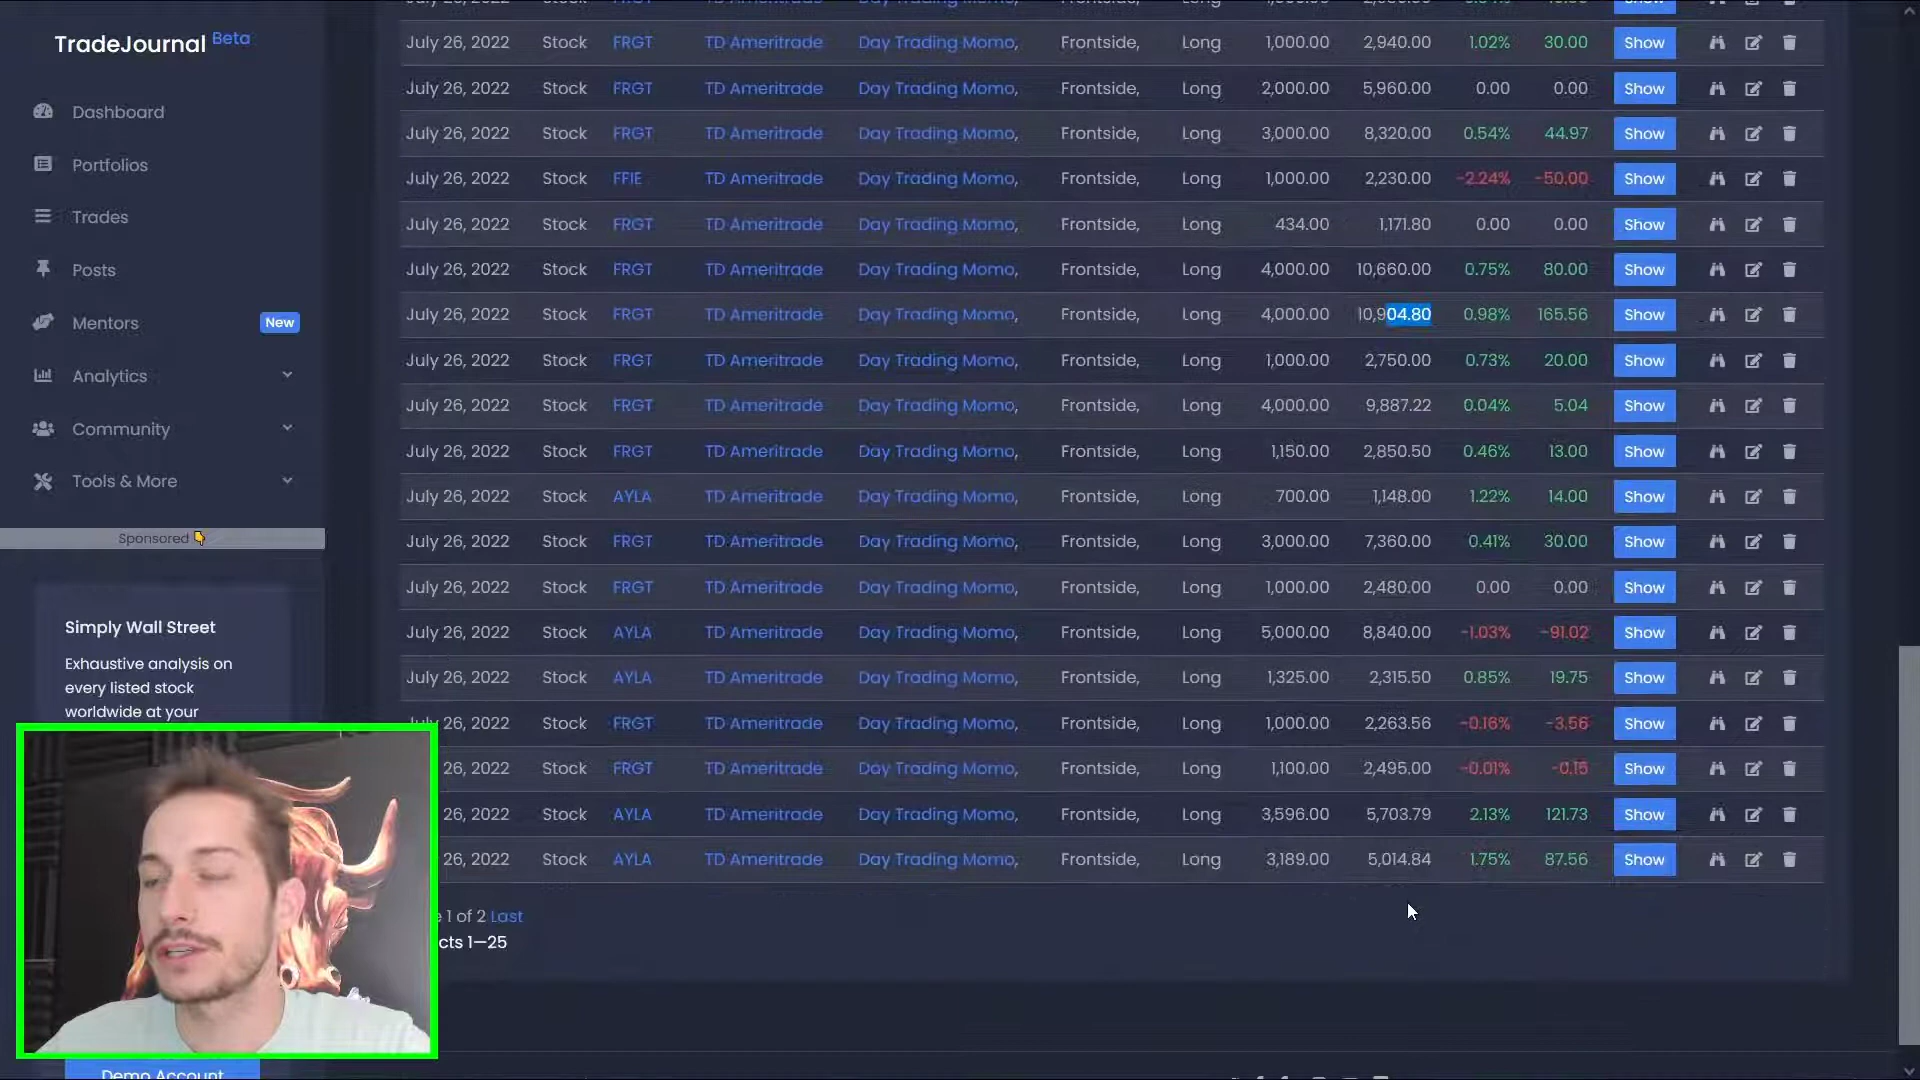 TradeJournal Beta
Dashboard
Portfolios
Trades
Posts
Mentors New
Analytics
Community
Tools & More
Sponsored
Simply Wall Street
Exhaustive analysis on
every listed stock
worldwide at your
Demo Account
July 26, 2022 Stock FRGT TD Ameritrade Day Trading Momo, Frontside, Long 1,000.00 2,940.00 1.02% 30.00 Show
July 26, 2022 Stock FRGT TD Ameritrade Day Trading Momo, Frontside, Long 2,000.00 5,960.00 0.00 0.00 Show
July 26, 2022 Stock FRGT TD Ameritrade Day Trading Momo, Frontside, Long 3,000.00 8,320.00 0.54% 44.97 Show
July 26, 2022 Stock FFIE TD Ameritrade Day Trading Momo, Frontside, Long 1,000.00 2,230.00 -2.24% -50.00 Show
July 26, 2022 Stock FRGT TD Ameritrade Day Trading Momo, Frontside, Long 434.00 1,171.80 0.00 0.00 Show
July 26, 2022 Stock FRGT TD Ameritrade Day Trading Momo, Frontside, Long 4,000.00 10,660.00 0.75% 80.00 Show
July 26, 2022 Stock FRGT TD Ameritrade Day Trading Momo, Frontside, Long 4,000.00 10,904.80 0.98% 165.56 Show
July 26, 2022 Stock FRGT TD Ameritrade Day Trading Momo, Frontside, Long 1,000.00 2,750.00 0.73% 20.00 Show
July 26, 2022 Stock FRGT TD Ameritrade Day Trading Momo, Frontside, Long 4,000.00 9,887.22 0.04% 5.04 Show
July 26, 2022 Stock FRGT TD Ameritrade Day Trading Momo, Frontside, Long 1,150.00 2,850.50 0.46% 13.00 Show
July 26, 2022 Stock AYLA TD Ameritrade Day Trading Momo, Frontside, Long 700.00 1,148.00 1.22% 14.00 Show
July 26, 2022 Stock FRGT TD Ameritrade Day Trading Momo, Frontside, Long 3,000.00 7,360.00 0.41% 30.00 Show
July 26, 2022 Stock FRGT TD Ameritrade Day Trading Momo, Frontside, Long 1,000.00 2,480.00 0.00 0.00 Show
July 26, 2022 Stock AYLA TD Ameritrade Day Trading Momo, Frontside, Long 5,000.00 8,840.00 -1.03% -91.02 Show
July 26, 2022 Stock AYLA TD Ameritrade Day Trading Momo, Frontside, Long 1,325.00 2,315.50 0.85% 19.75 Show
26, 2022 Stock FRGT TD Ameritrade Day Trading Momo, Frontside, Long 1,000.00 2,263.56 -0.16% -3.56 Show
26, 2022 Stock FRGT TD Ameritrade Day Trading Momo, Frontside, Long 1,100.00 2,495.00 -0.01% -0.15 Show
26, 2022 Stock AYLA TD Ameritrade Day Trading Momo, Frontside, Long 3,596.00 5,703.79 2.13% 121.73 Show
26, 2022 Stock AYLA TD Ameritrade Day Trading Momo, Frontside, Long 3,189.00 5,014.84 1.75% 87.56 Show
1 of 2 Last
cts 1—25